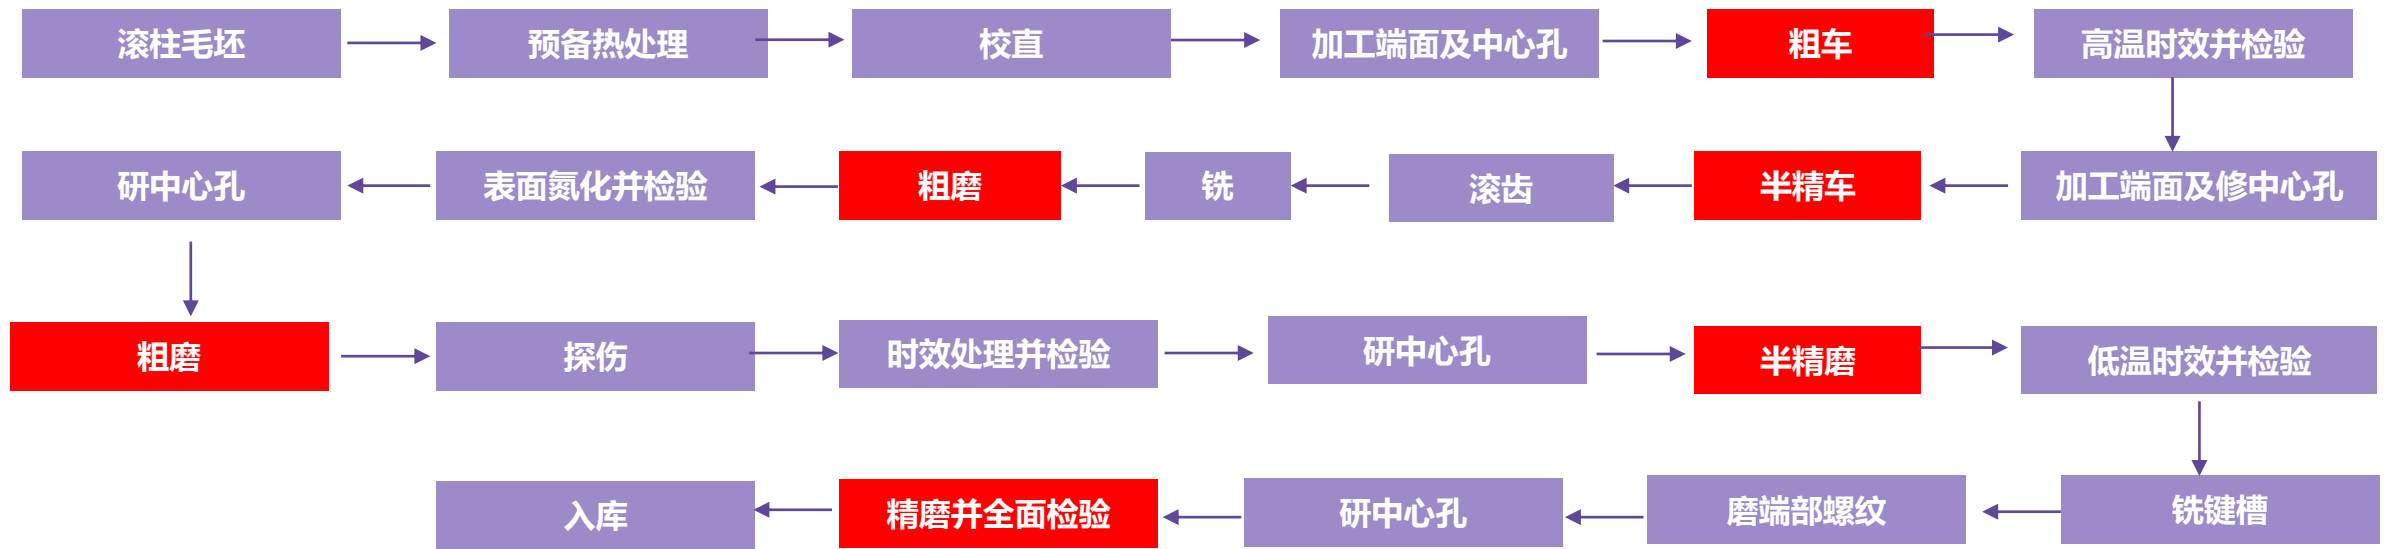 滚柱毛坯
预备热处理
校直
加工端面及中心孔
粗车
高温时效并检验
加工端面及修中心孔
半精车
滚齿
铣
粗磨
表面氮化并检验
研中心孔
粗磨
探伤
时效处理并检验
研中心孔
半精磨
低温时效并检验
铣键槽
磨端部螺纹
研中心孔
精磨并全面检验
入库